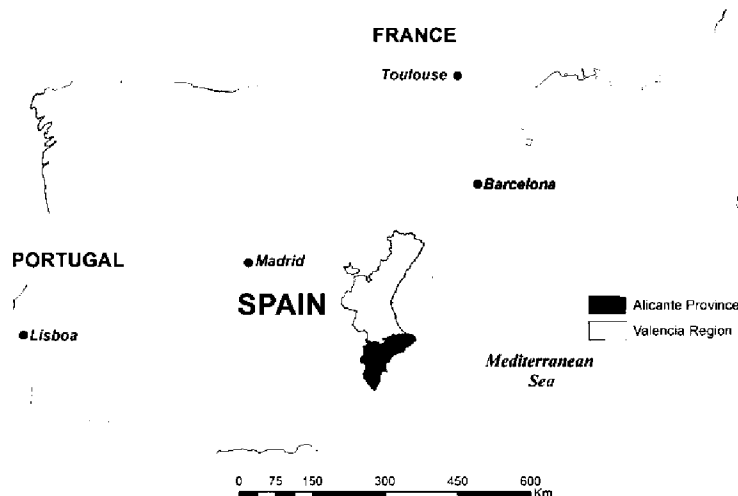 FRANCE
Toulouse
Barcelona
PORTUGAL
Madrid
SPAIN
Alicante Province
Lisboa
Valencia Region
Mediterranean
Sea
0 75 150 300 450 600
Km